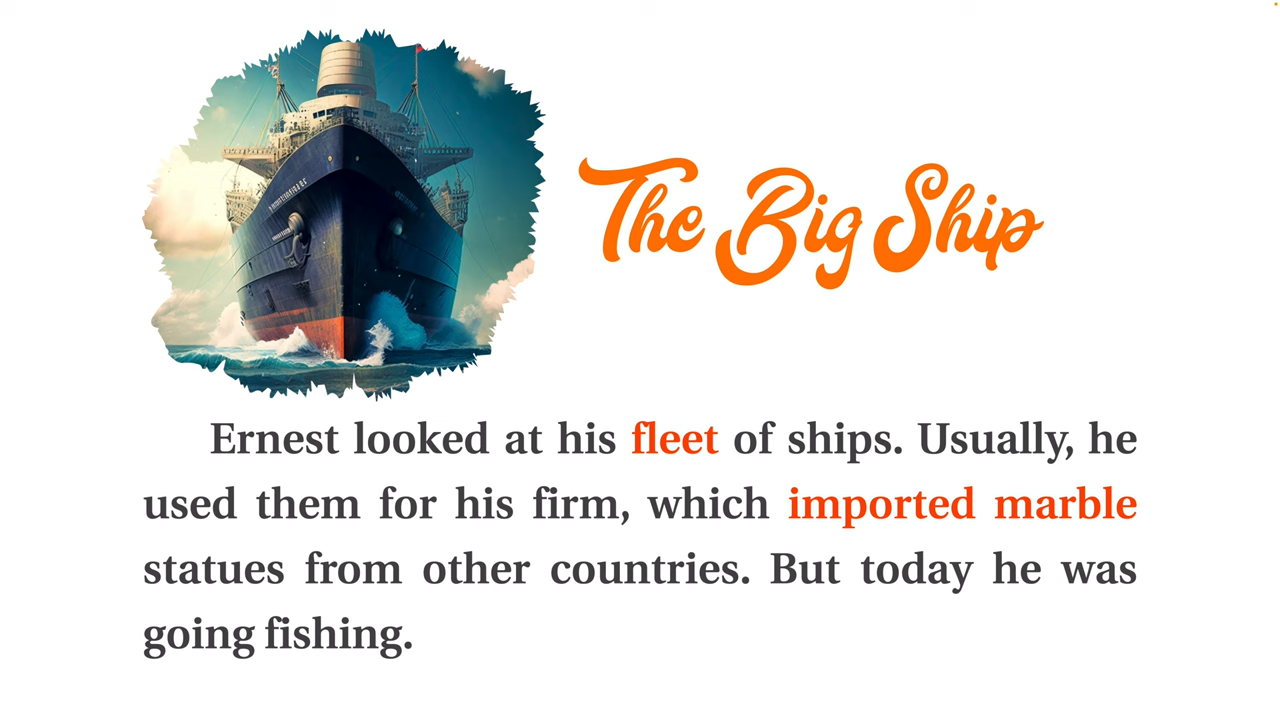 The Big Ship
Ernest looked at his fleet of ships. Usually, he
used them for his firm, which imported marble
statues from other countries. But today he was
going fishing.